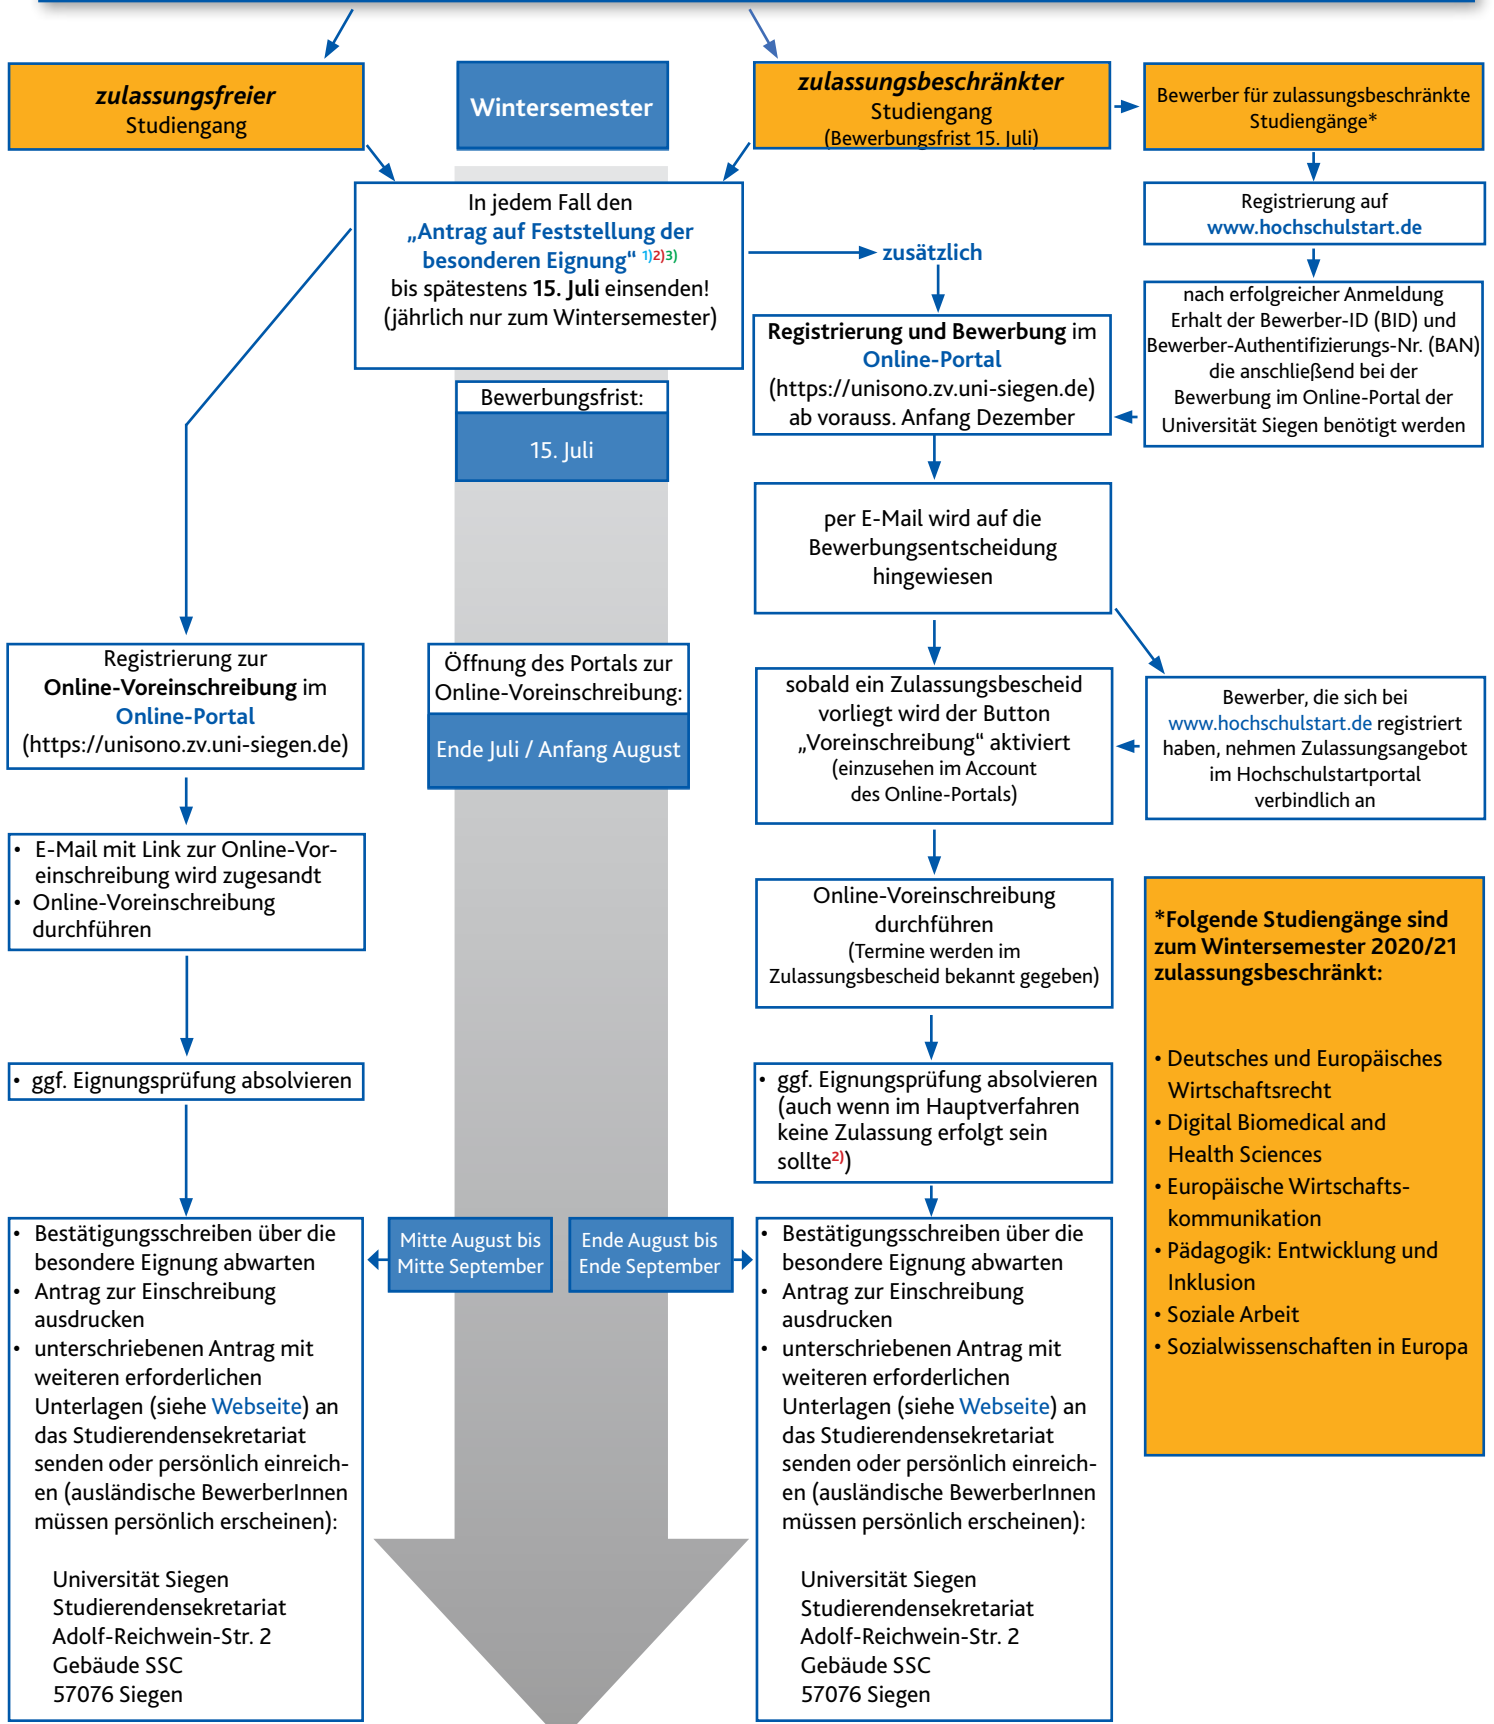 zulassungsfreier
Studiengang
Wintersemester
zulassungsbeschränkter
Studiengang
(Bewerbungsfrist 15. Juli)
Bewerber für zulassungsbeschränkte
Studiengänge*
In jedem Fall den
„Antrag auf Feststellung der
besonderen Eignung“ 1)2)3)
bis spätestens 15. Juli einsenden!
(jährlich nur zum Wintersemester)
zusätzlich
Registrierung auf
www.hochschulstart.de
nach erfolgreicher Anmeldung
Erhalt der Bewerber-ID (BID) und
Bewerber-Authentifizierungs-Nr. (BAN)
die anschließend bei der
Bewerbung im Online-Portal der
Universität Siegen benötigt werden
Registrierung und Bewerbung im
Online-Portal
(https://unisono.zv.uni-siegen.de)
ab vorauss. Anfang Dezember
Bewerbungsfrist:
15. Juli
per E-Mail wird auf die
Bewerbungsentscheidung
hingewiesen
Registrierung zur
Online-Voreinschreibung im
Online-Portal
(https://unisono.zv.uni-siegen.de)
Öffnung des Portals zur
Online-Voreinschreibung:
Ende Juli / Anfang August
sobald ein Zulassungsbescheid
vorliegt wird der Button
„Voreinschreibung“ aktiviert
(einzusehen im Account
des Online-Portals)
Bewerber, die sich bei
www.hochschulstart.de registriert
haben, nehmen Zulassungsangebot
im Hochschulstartportal
verbindlich an
• E-Mail mit Link zur Online-Vor-
einschreibung wird zugesandt
• Online-Voreinschreibung
durchführen
Online-Voreinschreibung
durchführen
(Termine werden im
Zulassungsbescheid bekannt gegeben)
*Folgende Studiengänge sind
zum Wintersemester 2020/21
zulassungsbeschränkt:
• Deutsches und Europäisches
Wirtschaftsrecht
• Digital Biomedical and
Health Sciences
• Europäische Wirtschafts-
kommunikation
• Pädagogik: Entwicklung und
Inklusion
• Soziale Arbeit
• Sozialwissenschaften in Europa
• ggf. Eignungsprüfung absolvieren
• ggf. Eignungsprüfung absolvieren
(auch wenn im Hauptverfahren
keine Zulassung erfolgt sein
sollte2))
• Bestätigungsschreiben über die
besondere Eignung abwarten
• Antrag zur Einschreibung
ausdrucken
• unterschriebenen Antrag mit
weiteren erforderlichen
Unterlagen (siehe Webseite) an
das Studierendensekretariat
senden oder persönlich einreich-
en (ausländische BewerberInnen
müssen persönlich erscheinen):
Universität Siegen
Studierendensekretariat
Adolf-Reichwein-Str. 2
Gebäude SSC
57076 Siegen
Mitte August bis
Mitte September
Ende August bis
Ende September
• Bestätigungsschreiben über die
besondere Eignung abwarten
• Antrag zur Einschreibung
ausdrucken
• unterschriebenen Antrag mit
weiteren erforderlichen
Unterlagen (siehe Webseite) an
das Studierendensekretariat
senden oder persönlich einreich-
en (ausländische BewerberInnen
müssen persönlich erscheinen):
Universität Siegen
Studierendensekretariat
Adolf-Reichwein-Str. 2
Gebäude SSC
57076 Siegen